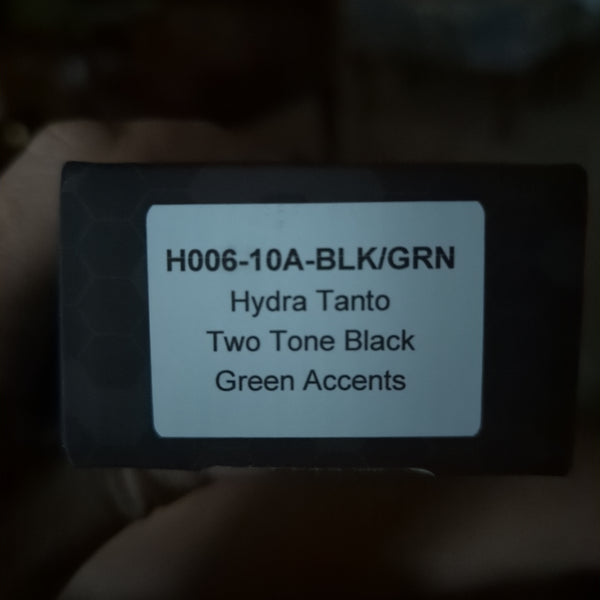 H006-10A-BLK/GRN
Hydra Tanto
Two Tone Black
Green Accents